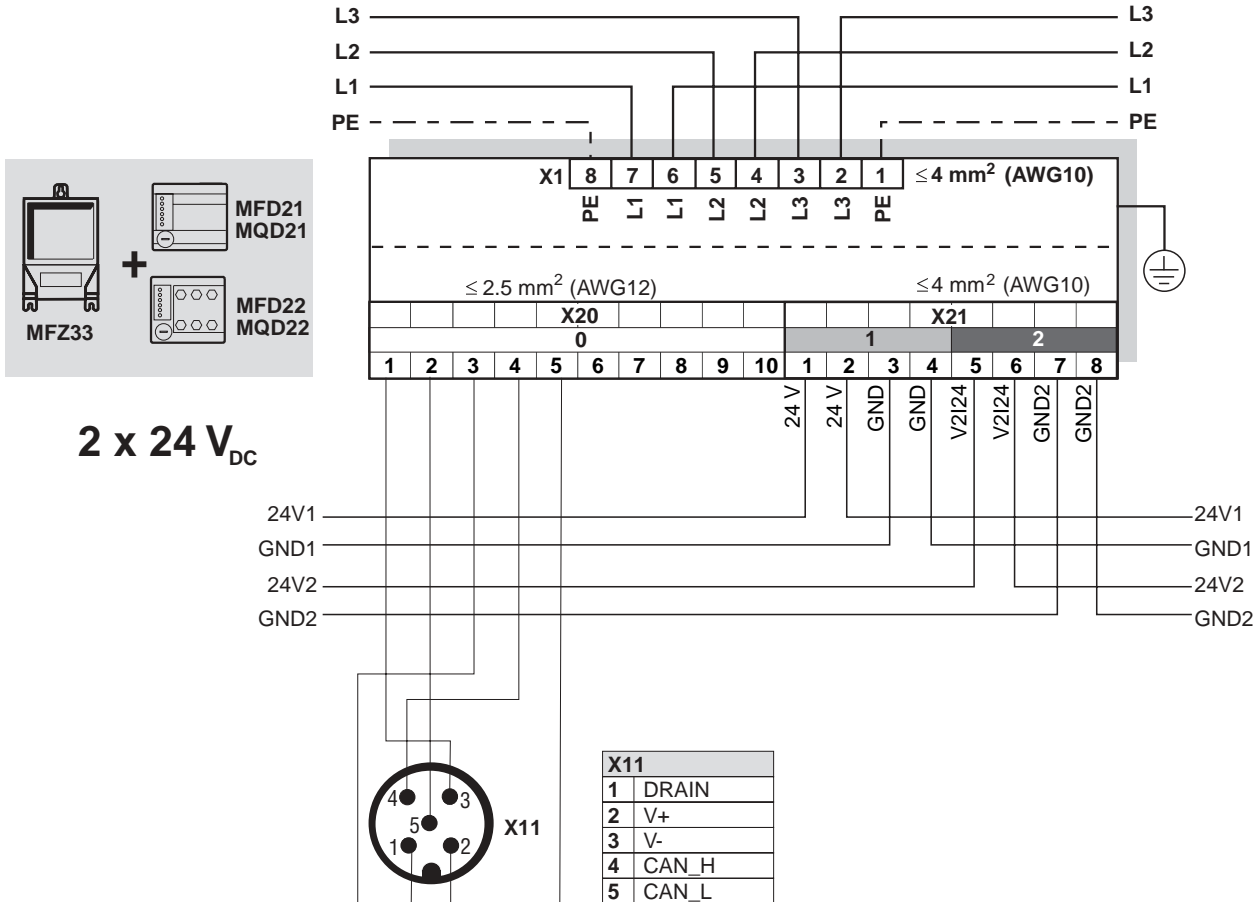 L3 L3
L2 L2
L1 L1
PE PE
X1 8 7 6 5 4 3 2 1 ≤ 4 mm² (AWG10)
PE L1 L1 L2 L2 L3 L3 PE
MFD21
MQD21
+
MFZ33
MFD22
MQD22
≤ 2.5 mm² (AWG12) ≤ 4 mm² (AWG10)
X20 X21
0 1 2
1 2 3 4 5 6 7 8 9 10 1 2 3 4 5 6 7 8
24 V 24 V GND GND V2I24 V2I24 GND2 GND2
2 x 24 VDC
24V1 24V1
GND1 GND1
24V2 24V2
GND2 GND2
4 3
5
1 2
X11
X11
1 DRAIN
2 V+
3 V-
4 CAN_H
5 CAN_L